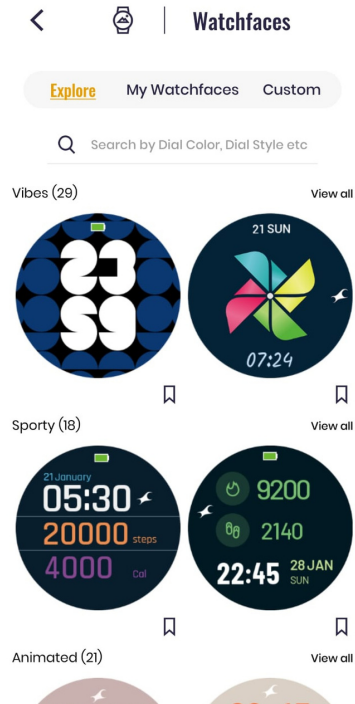 Watchfaces
Explore My Watchfaces Custom
Search by Dial Color, Dial Style etc
Vibes (29) View all
23
59
21 SUN
07:24
Sporty (18) View all
21 January
05:30
20000 steps
4000 Cal
9200
2140
22:45 28 JAN
SUN
Animated (21) View all